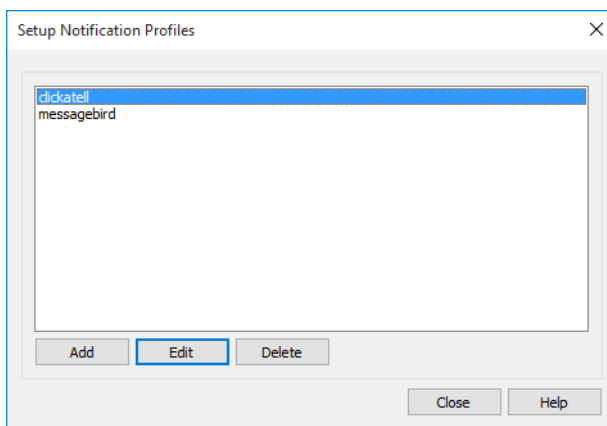 Setup Notification Profiles
clickatell
messagebird
Add Edit Delete
Close Help